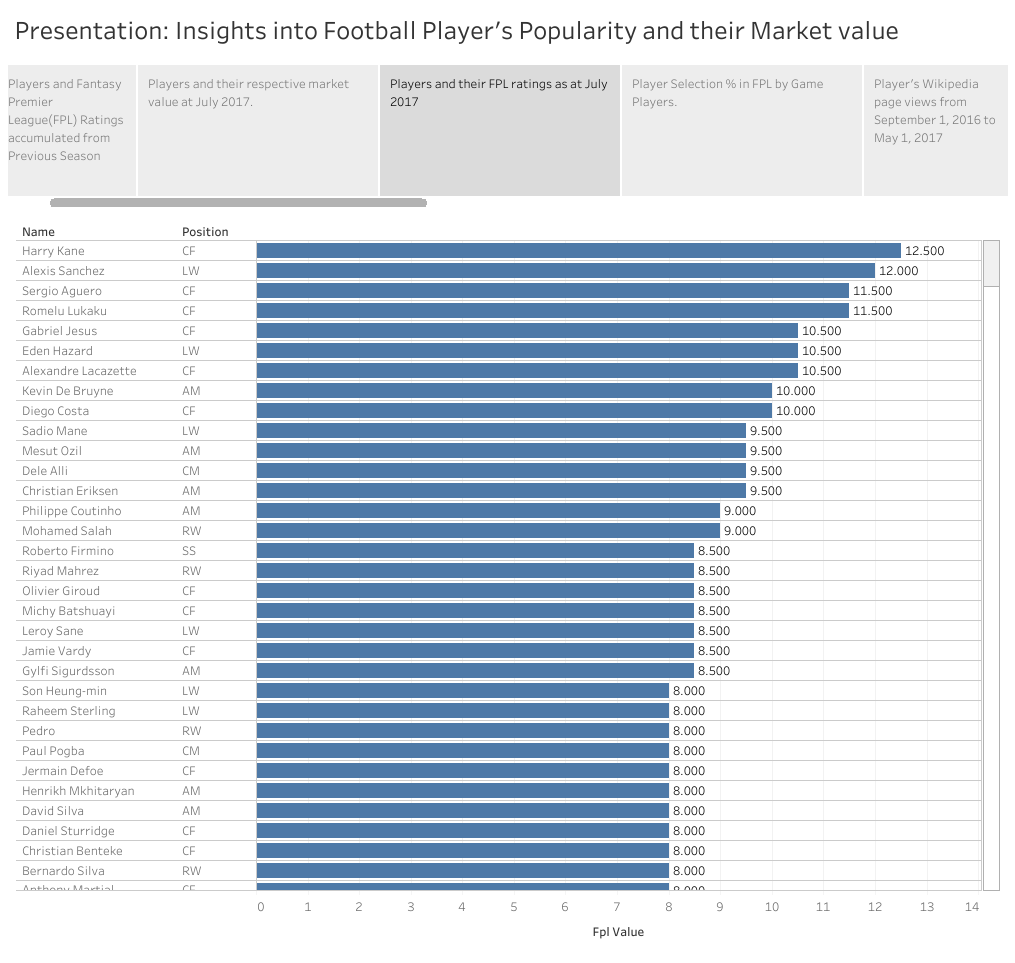 Presentation: Insights into Football Player's Popularity and their Market value
Players and Fantasy
Premier
League(FPL) Ratings
accumulated from
Previous Season
Players and their respective market
value at July 2017.
Players and their FPL ratings as at July
2017
Player Selection % in FPL by Game
Players.
Player's Wikipedia
page views from
September 1, 2016 to
May 1, 2017
Name Position
Harry Kane CF 12.500
Alexis Sanchez LW 12.000
Sergio Aguero CF 11.500
Romelu Lukaku CF 11.500
Gabriel Jesus CF 10.500
Eden Hazard LW 10.500
Alexandre Lacazette CF 10.500
Kevin De Bruyne AM 10.000
Diego Costa CF 10.000
Sadio Mane LW 9.500
Mesut Ozil AM 9.500
Dele Alli CM 9.500
Christian Eriksen AM 9.500
Philippe Coutinho AM 9.000
Mohamed Salah RW 9.000
Roberto Firmino SS 8.500
Riyad Mahrez RW 8.500
Olivier Giroud CF 8.500
Michy Batshuayi CF 8.500
Leroy Sane LW 8.500
Jamie Vardy CF 8.500
Gylfi Sigurdsson AM 8.500
Son Heung-min LW 8.000
Raheem Sterling LW 8.000
Pedro RW 8.000
Paul Pogba CM 8.000
Jermain Defoe CF 8.000
Henrikh Mkhitaryan AM 8.000
David Silva AM 8.000
Daniel Sturridge CF 8.000
Christian Benteke CF 8.000
Bernardo Silva RW 8.000
Anthony Martial CF 8.000
0 1 2 3 4 5 6 7 8 9 10 11 12 13 14
Fpl Value